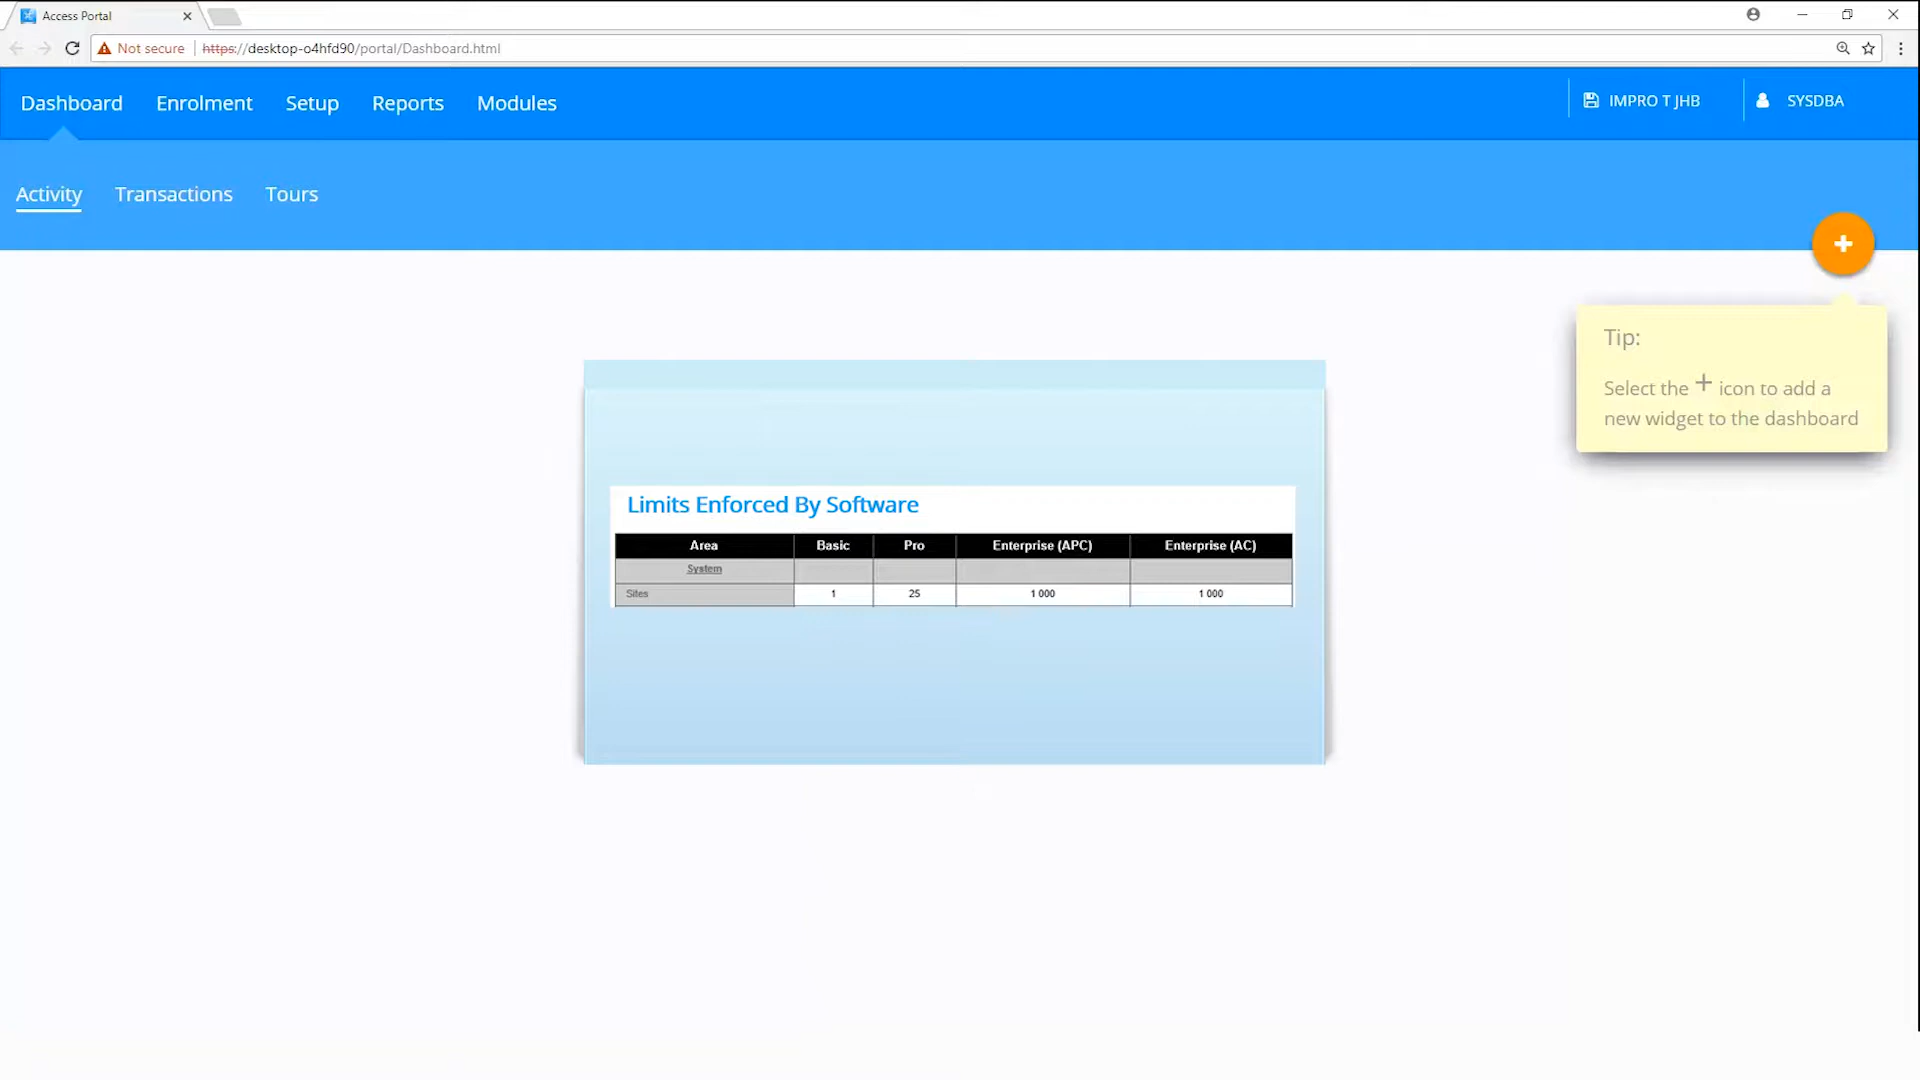 Access Portal
Not secure https://desktop-o4hfd90/portal/Dashboard.html
Dashboard Enrolment Setup Reports Modules IMPRO T JHB SYSDBA
Activity Transactions Tours
+
Tip:
Select the + icon to add a
new widget to the dashboard
Limits Enforced By Software
Area Basic Pro Enterprise (APC) Enterprise (AC)
System
Sites 1 25 1 000 1 000